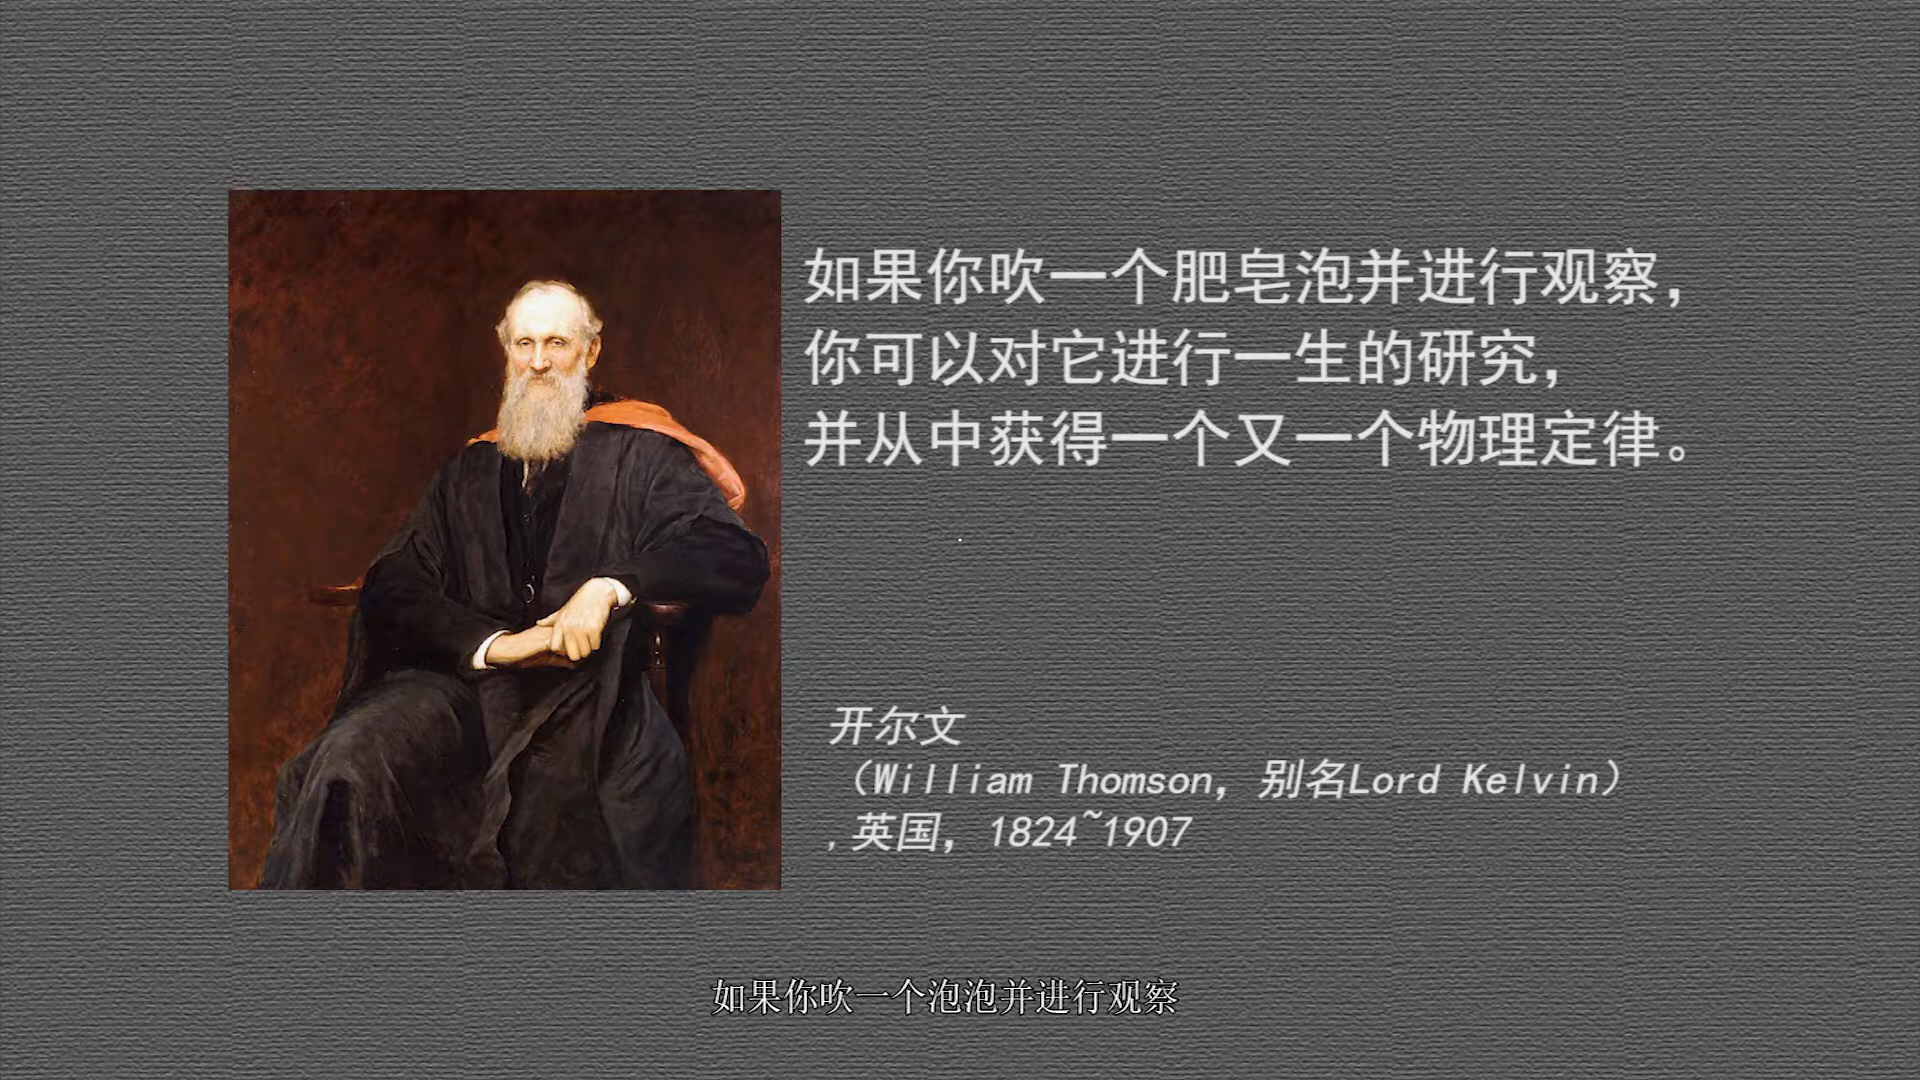 如果你吹一个肥皂泡并进行观察，
你可以对它进行一生的研究，
并从中获得一个又一个物理定律。
开尔文
（William Thomson，别名Lord Kelvin）
,英国，1824~1907
如果你吹一个泡泡并进行观察